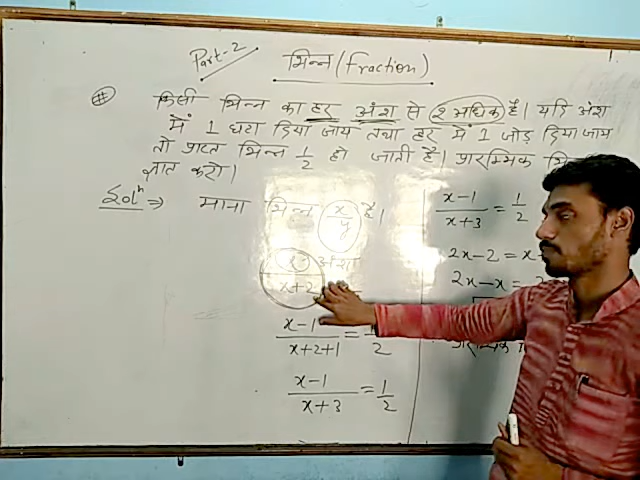 Part-2
भिन्न (fraction)
# किसी भिन्न का हर अंश से 2 अधिक है। यदि अंश
में 1 घटा दिया जाय तथा हर में 1 जोड़ दिया जाय
तो प्राप्त भिन्न 1/2 हो जाती है। प्रारम्भिक
ज्ञात करो।
Solⁿ ⇒ माना भिन्न x/y है।
x अंश
x+2
x-1/x+2+1 = 1/2
x-1/x+3 = 1/2
x-1/x+3 = 1/2
2x-2 = x
2x-x =
प्रारम्भिक